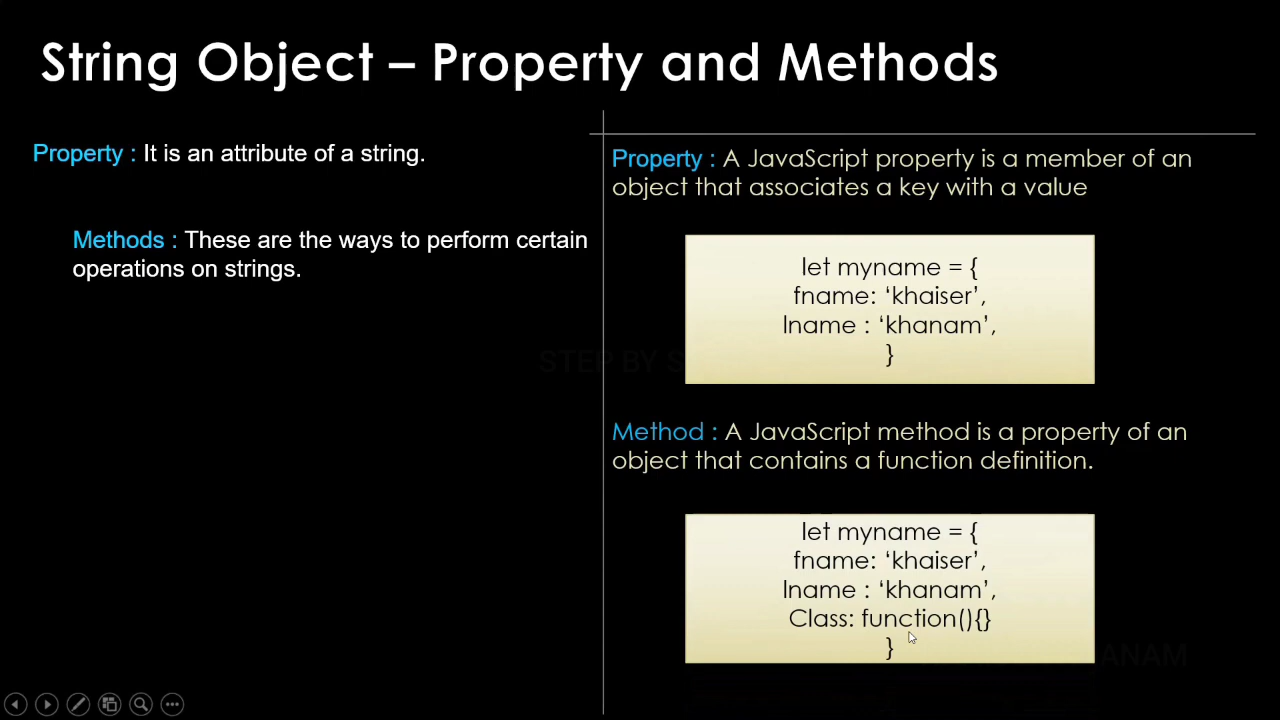 String Object – Property and Methods
Property : It is an attribute of a string.
Methods : These are the ways to perform certain
operations on strings.
Property : A JavaScript property is a member of an
object that associates a key with a value
let myname = {
fname: ‘khaiser’,
lname : ‘khanam’,
}
Method : A JavaScript method is a property of an
object that contains a function definition.
let myname = {
fname: ‘khaiser’,
lname : ‘khanam’,
Class: function(){}
}
STEP BY S
ANAM